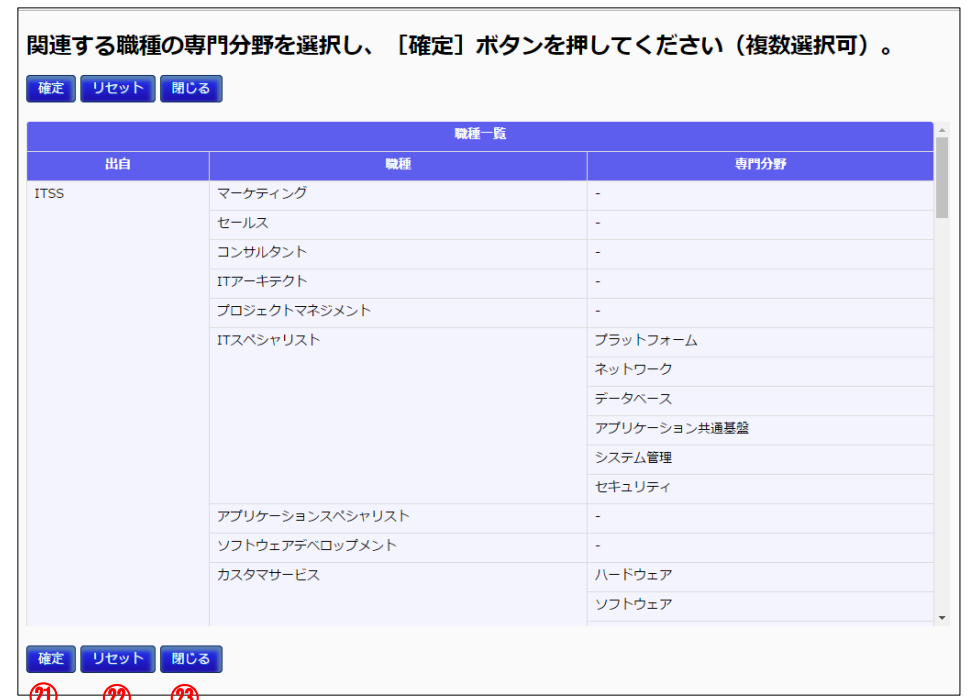 関連する職種の専門分野を選択し、［確定］ボタンを押してください（複数選択可）。
確定 リセット 閉じる
職種一覧
出自 職種 専門分野
ITSS マーケティング -
セールス -
コンサルタント -
ITアーキテクト -
プロジェクトマネジメント -
ITスペシャリスト プラットフォーム
ネットワーク
データベース
アプリケーション共通基盤
システム管理
セキュリティ
アプリケーションスペシャリスト -
ソフトウェアデベロップメント -
カスタマサービス ハードウェア
ソフトウェア
確定 リセット 閉じる
㉑ ㉒ ㉓